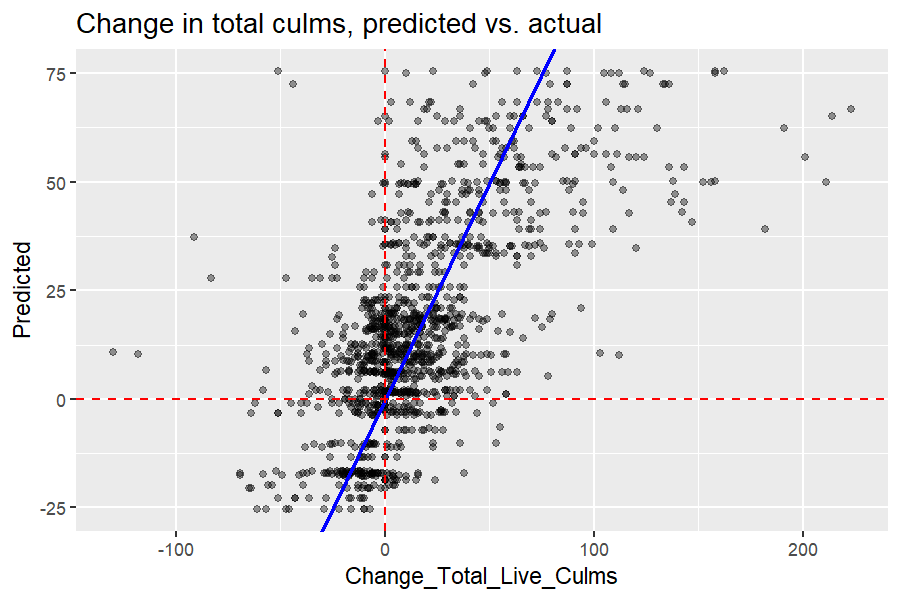 Change in total culms, predicted vs. actual
75
50
25
0
-25
Predicted
-100 0 100 200
Change_Total_Live_Culms